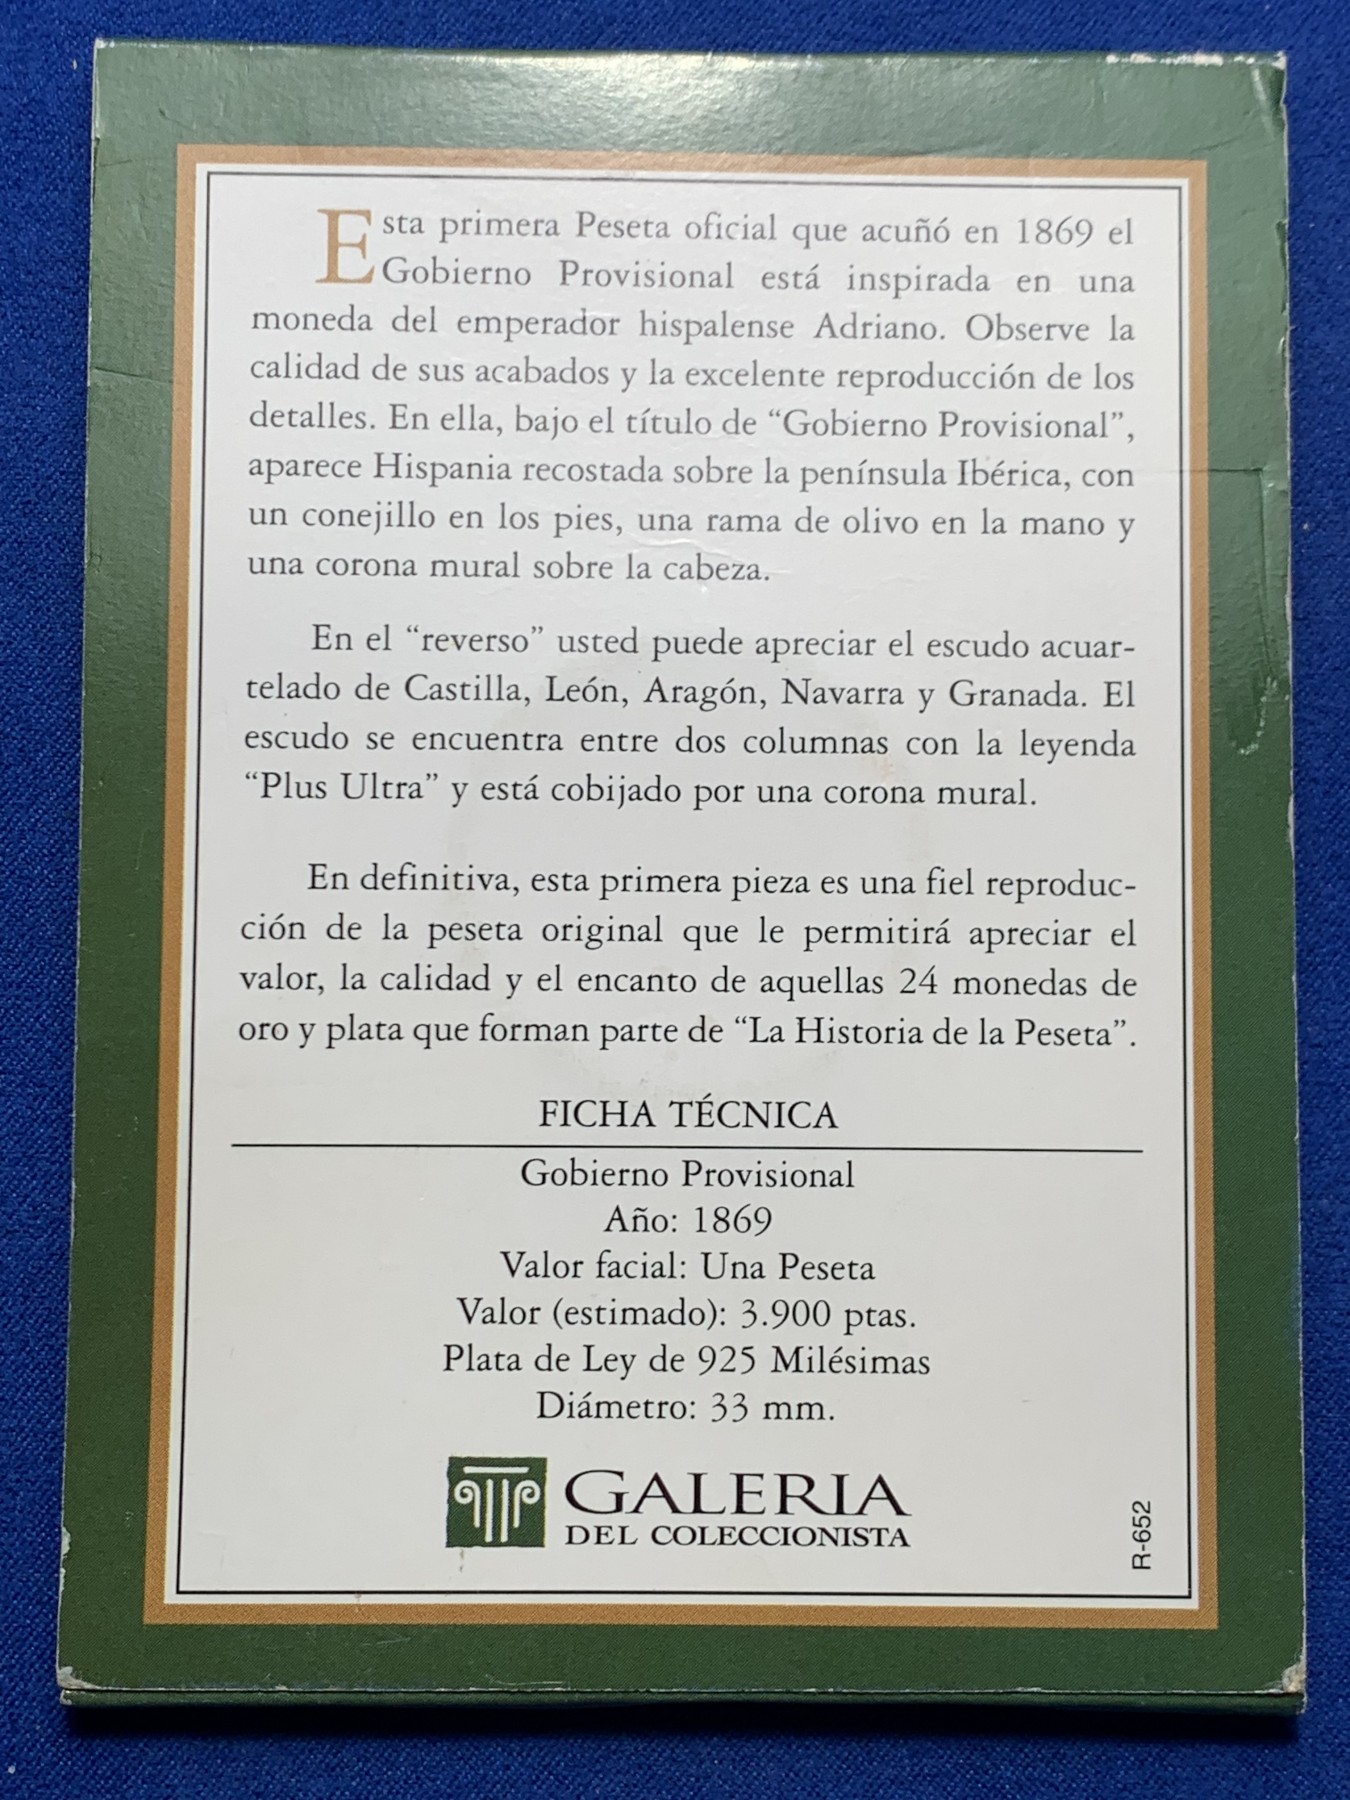 Esta primera Peseta oficial que acuñó en 1869 el
Gobierno Provisional está inspirada en una
moneda del emperador hispalense Adriano. Observe la
calidad de sus acabados y la excelente reproducción de los
detalles. En ella, bajo el título de “Gobierno Provisional”,
aparece Hispania recostada sobre la península Ibérica, con
un conejillo en los pies, una rama de olivo en la mano y
una corona mural sobre la cabeza.
En el “reverso” usted puede apreciar el escudo acuar-
telado de Castilla, León, Aragón, Navarra y Granada. El
escudo se encuentra entre dos columnas con la leyenda
“Plus Ultra” y está cobijado por una corona mural.
En definitiva, esta primera pieza es una fiel reproduc-
ción de la peseta original que le permitirá apreciar el
valor, la calidad y el encanto de aquellas 24 monedas de
oro y plata que forman parte de “La Historia de la Peseta”.
FICHA TÉCNICA
Gobierno Provisional
Año: 1869
Valor facial: Una Peseta
Valor (estimado): 3.900 ptas.
Plata de Ley de 925 Milésimas
Diámetro: 33 mm.
GALERIA
DEL COLECCIONISTA
R-652